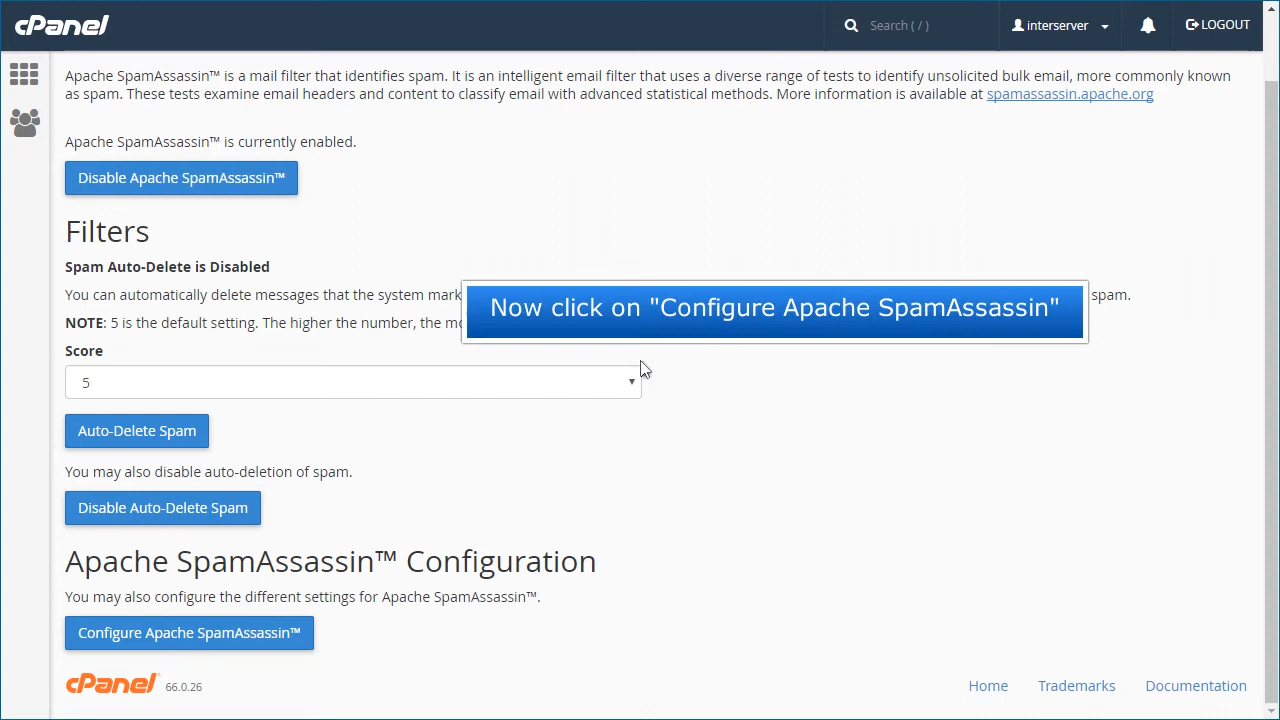 cPanel
Search ( / )
interserver
LOGOUT
Apache SpamAssassin™ is a mail filter that identifies spam. It is an intelligent email filter that uses a diverse range of tests to identify unsolicited bulk email, more commonly known
as spam. These tests examine email headers and content to classify email with advanced statistical methods. More information is available at spamassassin.apache.org
Apache SpamAssassin™ is currently enabled.
Disable Apache SpamAssassin™
Filters
Spam Auto-Delete is Disabled
You can automatically delete messages that the system mark
spam.
Now click on "Configure Apache SpamAssassin"
NOTE: 5 is the default setting. The higher the number, the mo
Score
5
Auto-Delete Spam
You may also disable auto-deletion of spam.
Disable Auto-Delete Spam
Apache SpamAssassin™ Configuration
You may also configure the different settings for Apache SpamAssassin™.
Configure Apache SpamAssassin™
cPanel 66.0.26
Home
Trademarks
Documentation